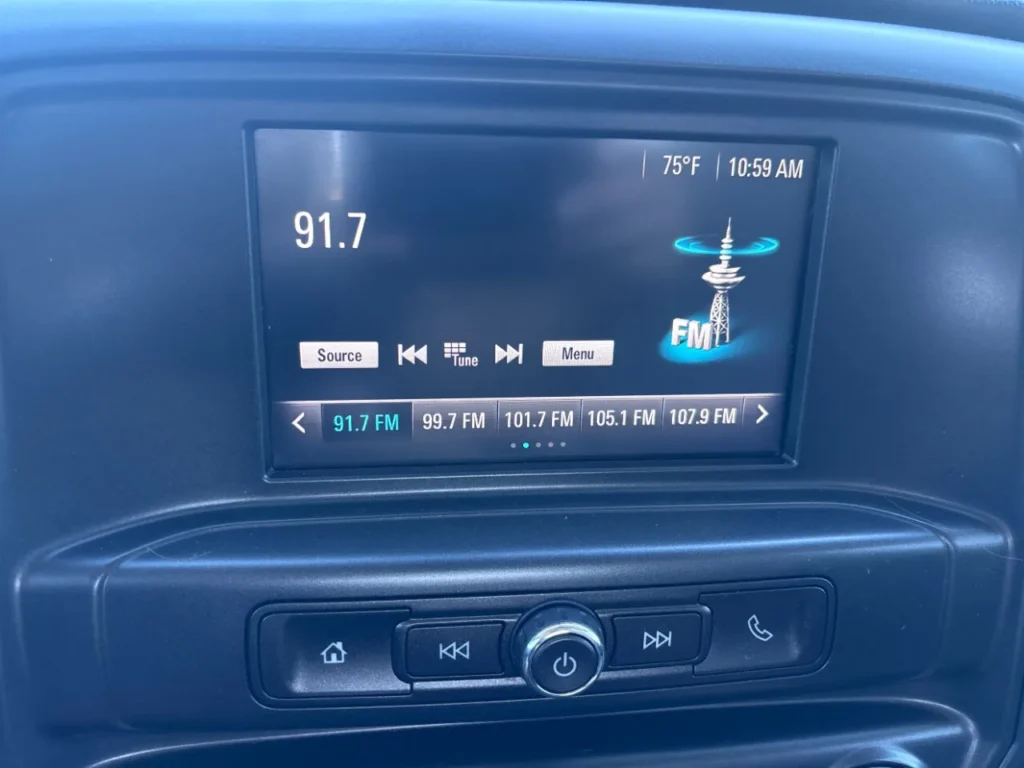 75°F 10:59 AM
91.7
FM
Source Tune Menu
91.7 FM 99.7 FM 101.7 FM 105.1 FM 107.9 FM